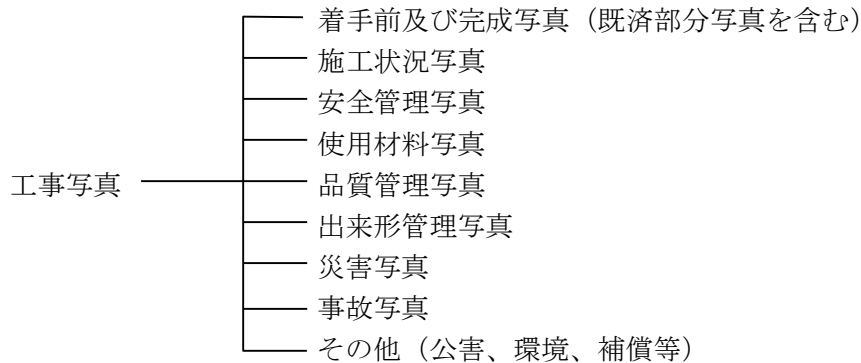 着手前及び完成写真（既済部分写真を含む）
施工状況写真
安全管理写真
使用材料写真
工事写真
品質管理写真
出来形管理写真
災害写真
事故写真
その他（公害、環境、補償等）